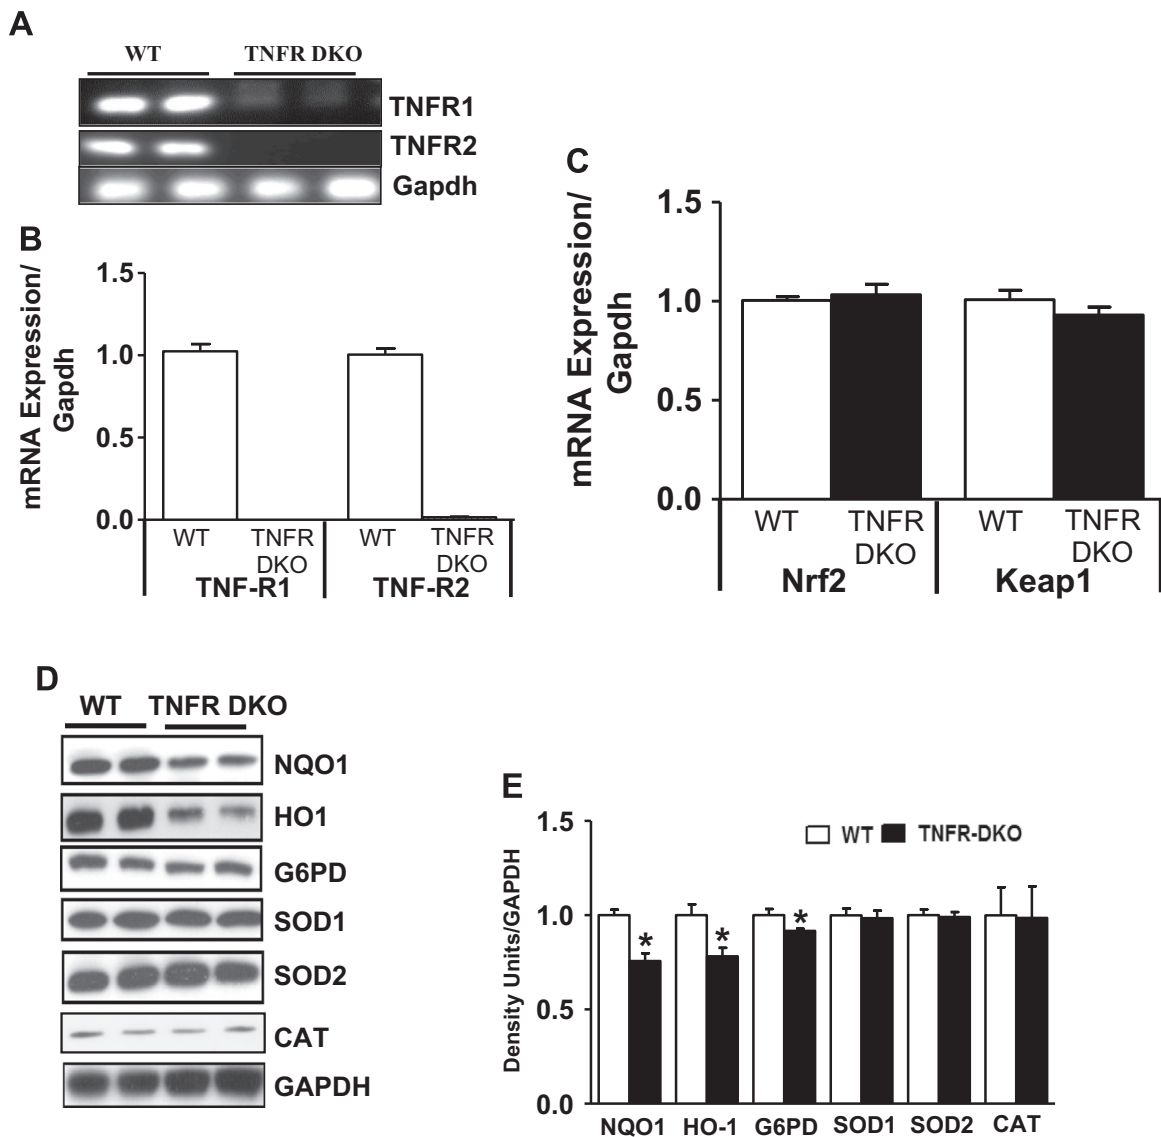 A
WT TNFR DKO
TNFR1
TNFR2
Gapdh
B
mRNA Expression/
Gapdh
1.5
1.0
0.5
0.0
WT TNFR DKO WT TNFR DKO
TNF-R1 TNF-R2
C
mRNA Expression/
Gapdh
1.5
1.0
0.5
0.0
WT TNFR DKO WT TNFR DKO
Nrf2 Keap1
D
WT TNFR DKO
NQO1
HO1
G6PD
SOD1
SOD2
CAT
GAPDH
E
Density Units/GAPDH
1.5
1.0
0.5
0.0
WT TNFR-DKO
* * *
NQO1 HO-1 G6PD SOD1 SOD2 CAT